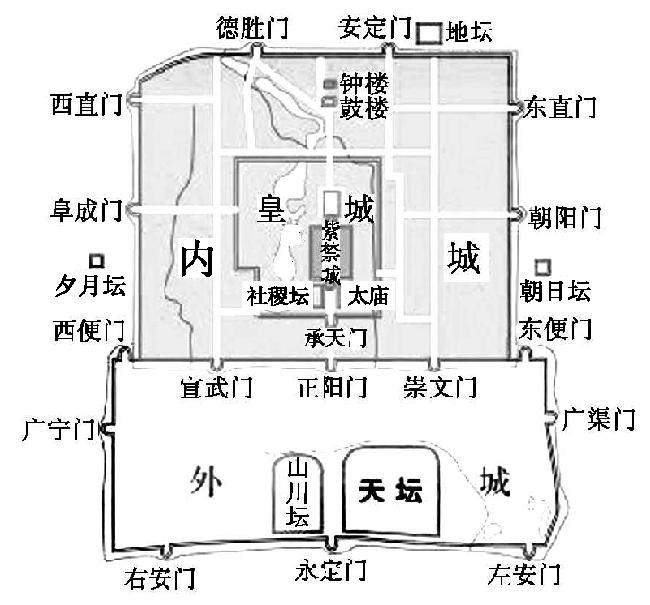 德胜门
安定门
地坛
钟楼
鼓楼
西直门
东直门
阜成门
皇城
朝阳门
紫禁城
内城
夕月坛
朝日坛
社稷坛
太庙
西便门
承天门
东便门
宣武门
正阳门
崇文门
广宁门
广渠门
外城
山川坛
天坛
右安门
永定门
左安门